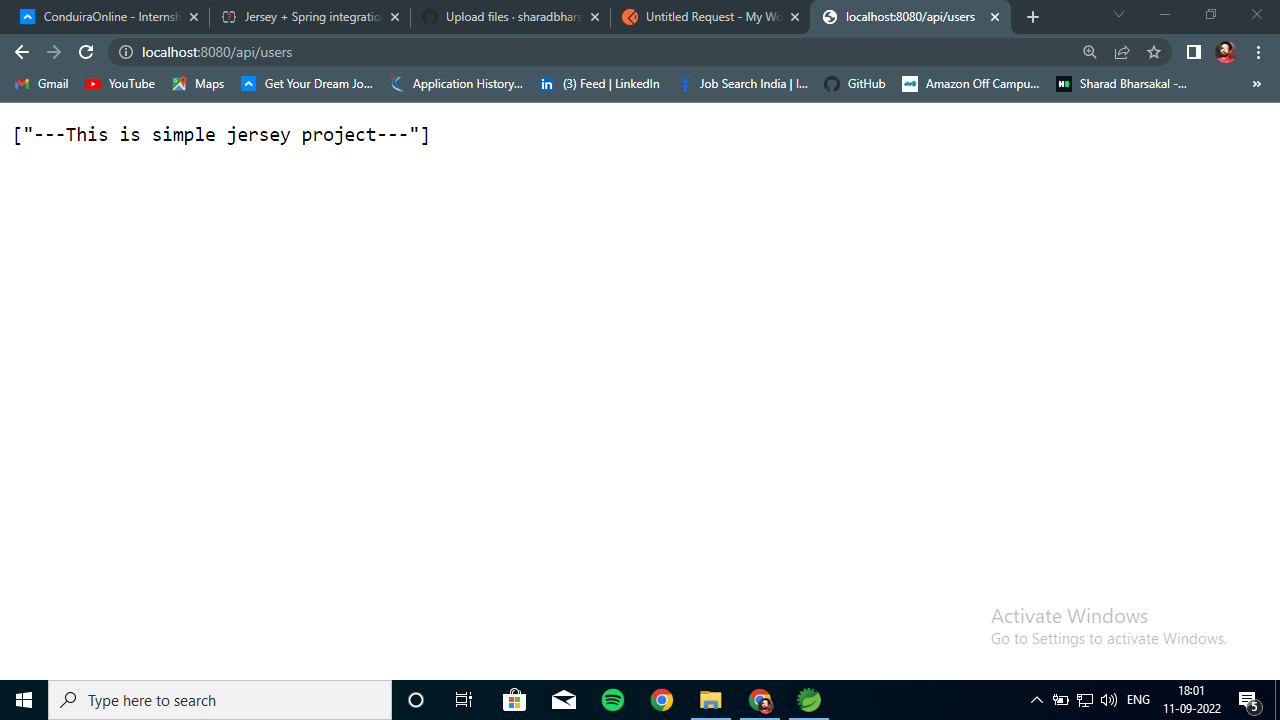 ConduiraOnline - Internsh
Jersey + Spring integratio
Upload files · sharadbhars
Untitled Request - My Wo
localhost:8080/api/users
localhost:8080/api/users
Gmail
YouTube
Maps
Get Your Dream Jo...
Application History...
in
(3) Feed | LinkedIn
Job Search India | I...
GitHub
Amazon Off Campu...
Sharad Bharsakal -...
»
["---This is simple jersey project---"]
Activate Windows
Go to Settings to activate Windows.
Type here to search
ENG
18:01
11-09-2022
5